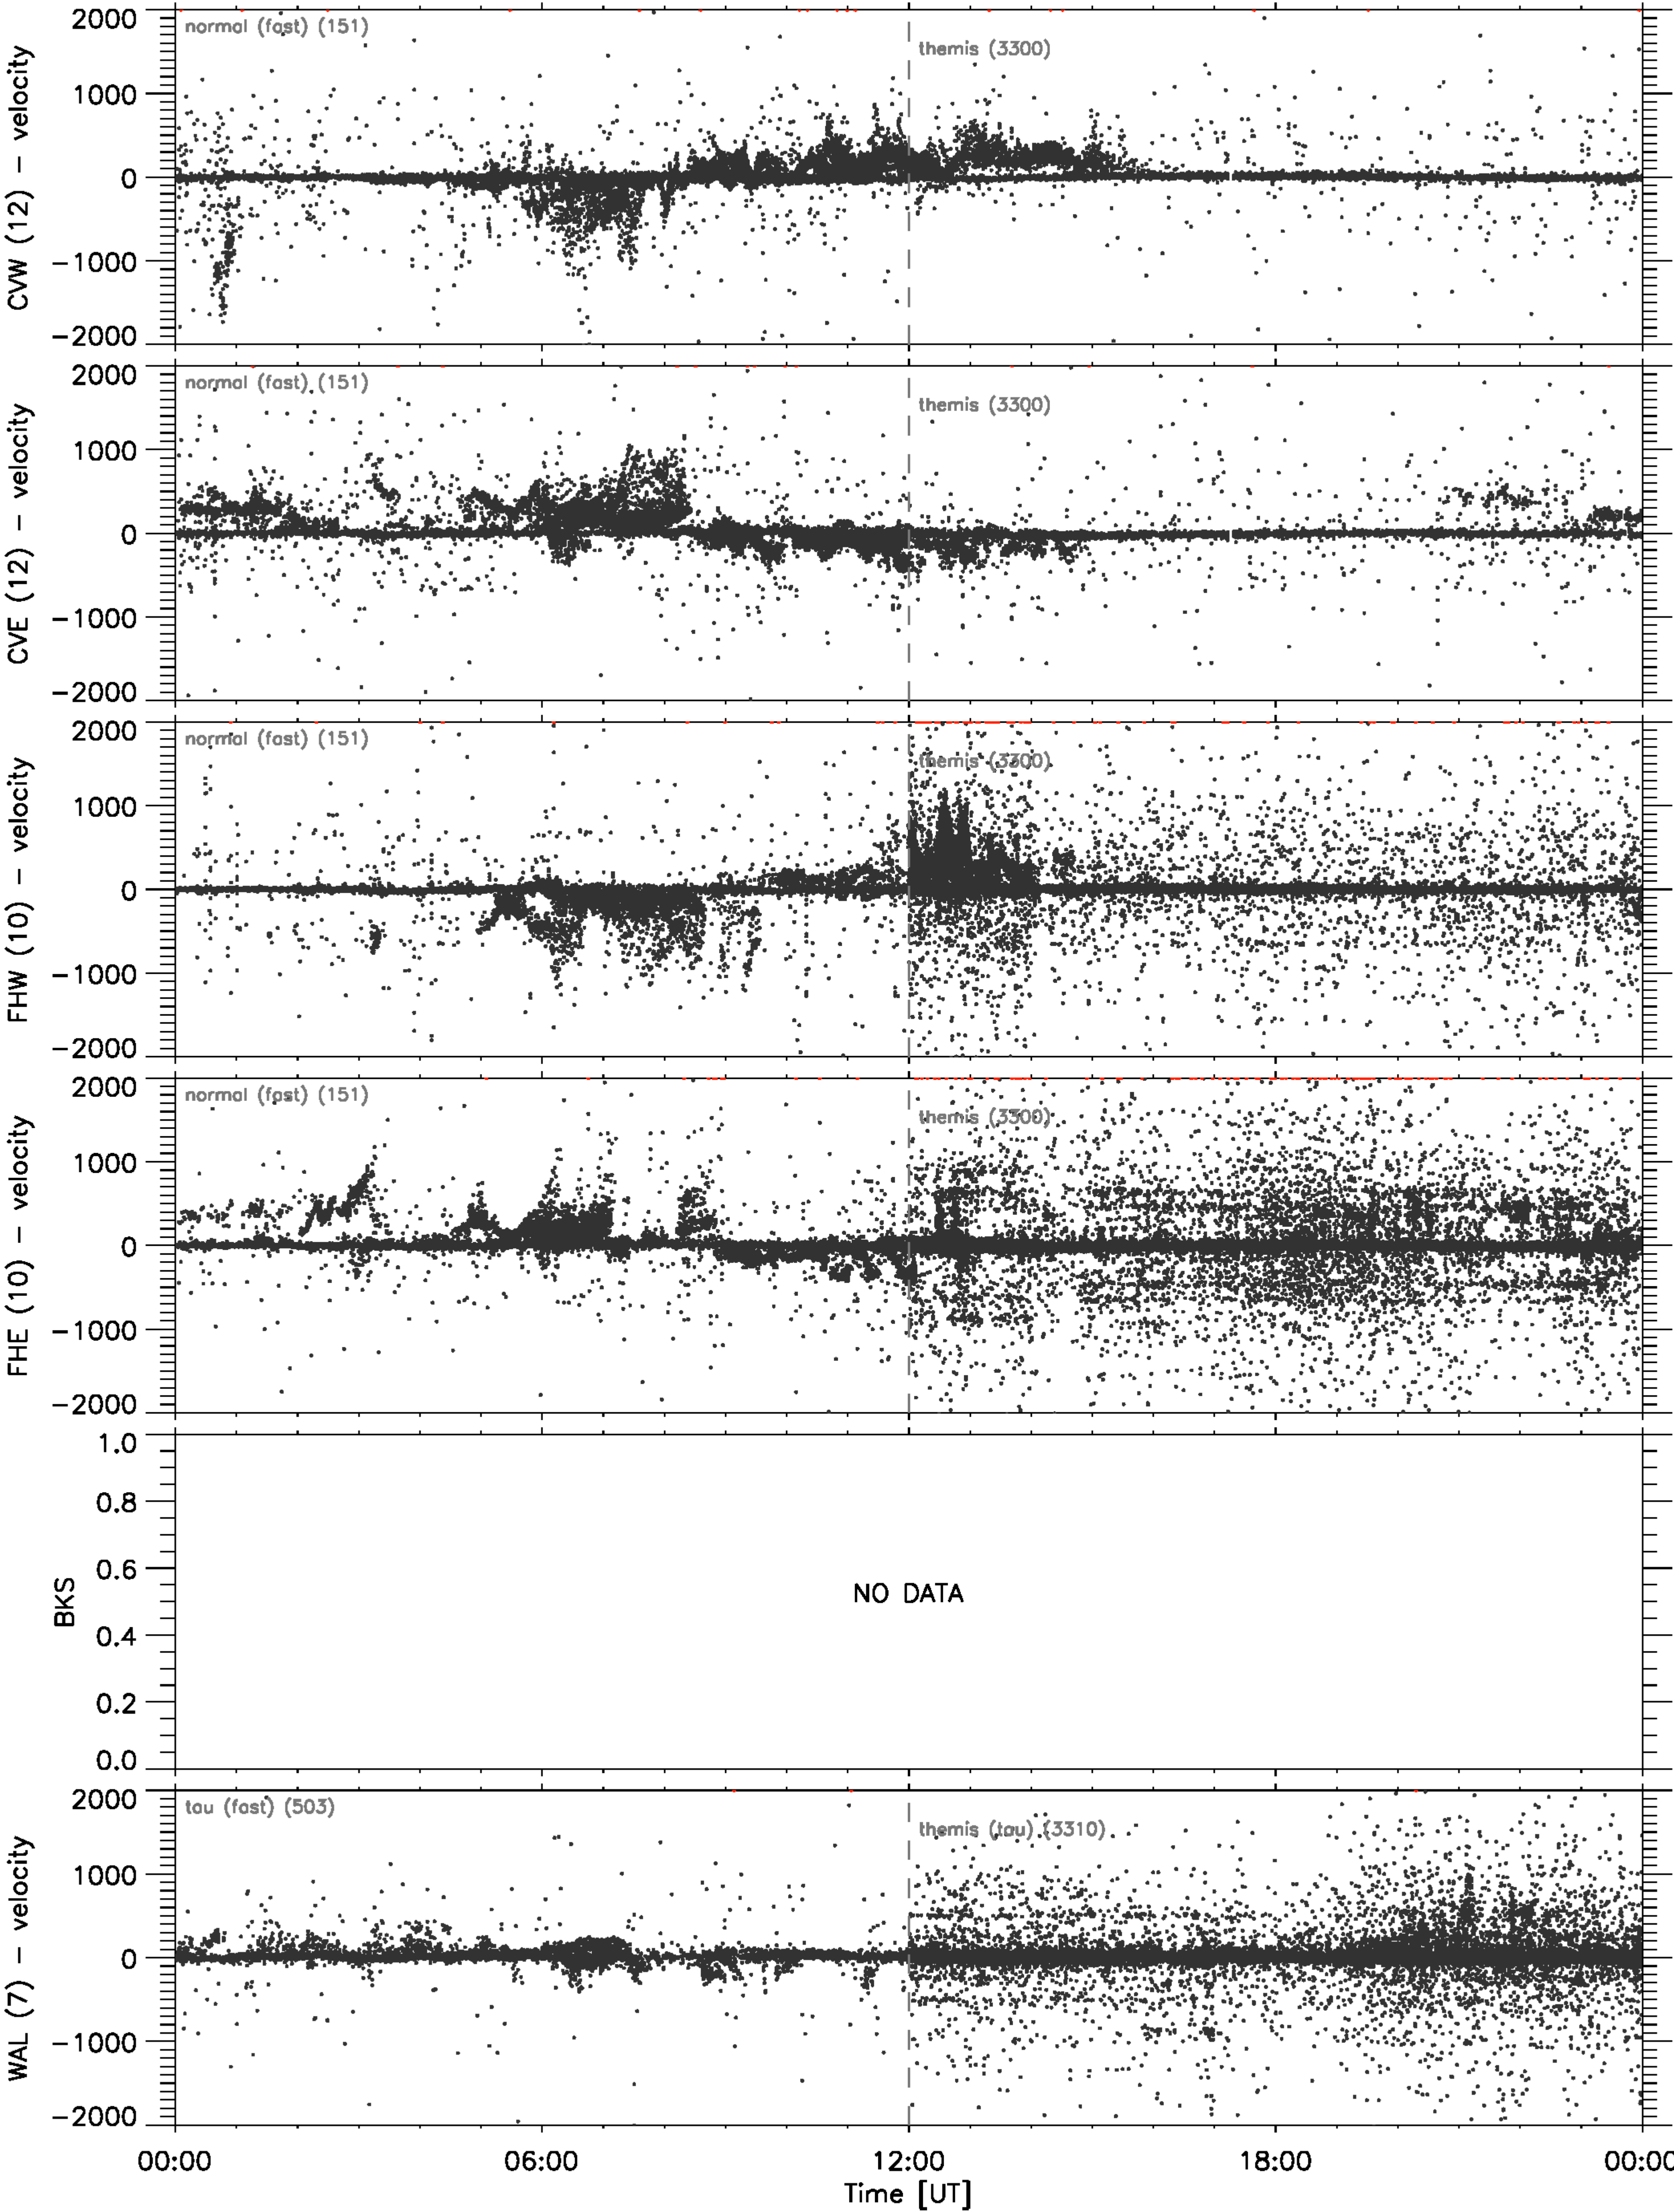 CVW (12) – velocity
2000
1000
0
−1000
−2000
normal (fast) (151)
themis (3300)
CVE (12) – velocity
2000
1000
0
−1000
−2000
normal (fast) (151)
themis (3300)
FHW (10) – velocity
2000
1000
0
−1000
−2000
normal (fast) (151)
themis (3300)
FHE (10) – velocity
2000
1000
0
−1000
−2000
normal (fast) (151)
themis (3300)
BKS
1.0
0.8
0.6
0.4
0.2
0.0
NO DATA
WAL (7) – velocity
2000
1000
0
−1000
−2000
tau (fast) (503)
themis (tau) (3310)
00:00 06:00 12:00 18:00 00:00
Time [UT]